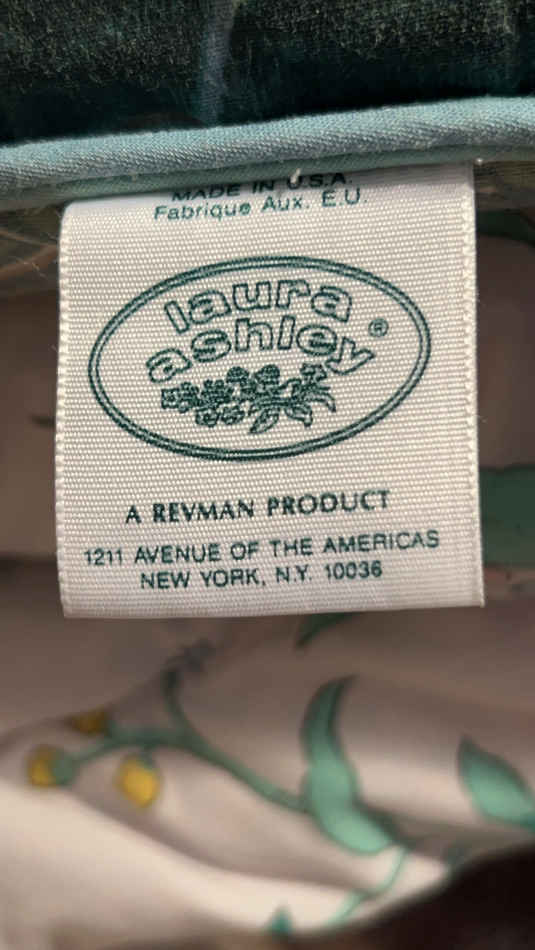 MADE IN U.S.A.
Fabrique Aux. E.U.
laura
ashley®
A REVMAN PRODUCT
1211 AVENUE OF THE AMERICAS
NEW YORK, N.Y. 10036